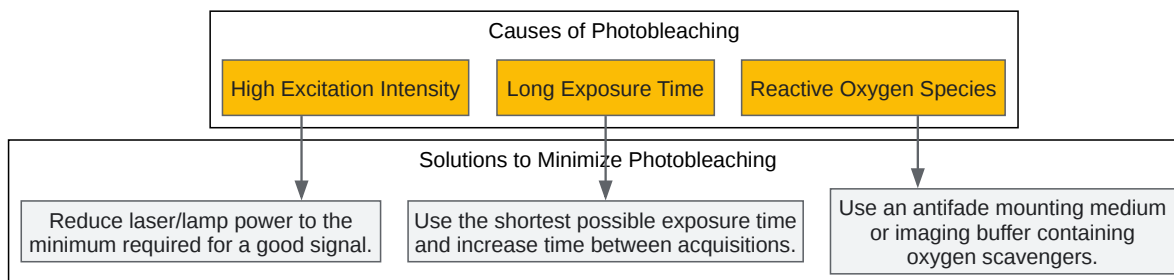 Causes of Photobleaching
High Excitation Intensity
Long Exposure Time
Reactive Oxygen Species
Solutions to Minimize Photobleaching
Reduce laser/lamp power to the
minimum required for a good signal.
Use the shortest possible exposure time
and increase time between acquisitions.
Use an antifade mounting medium
or imaging buffer containing
oxygen scavengers.